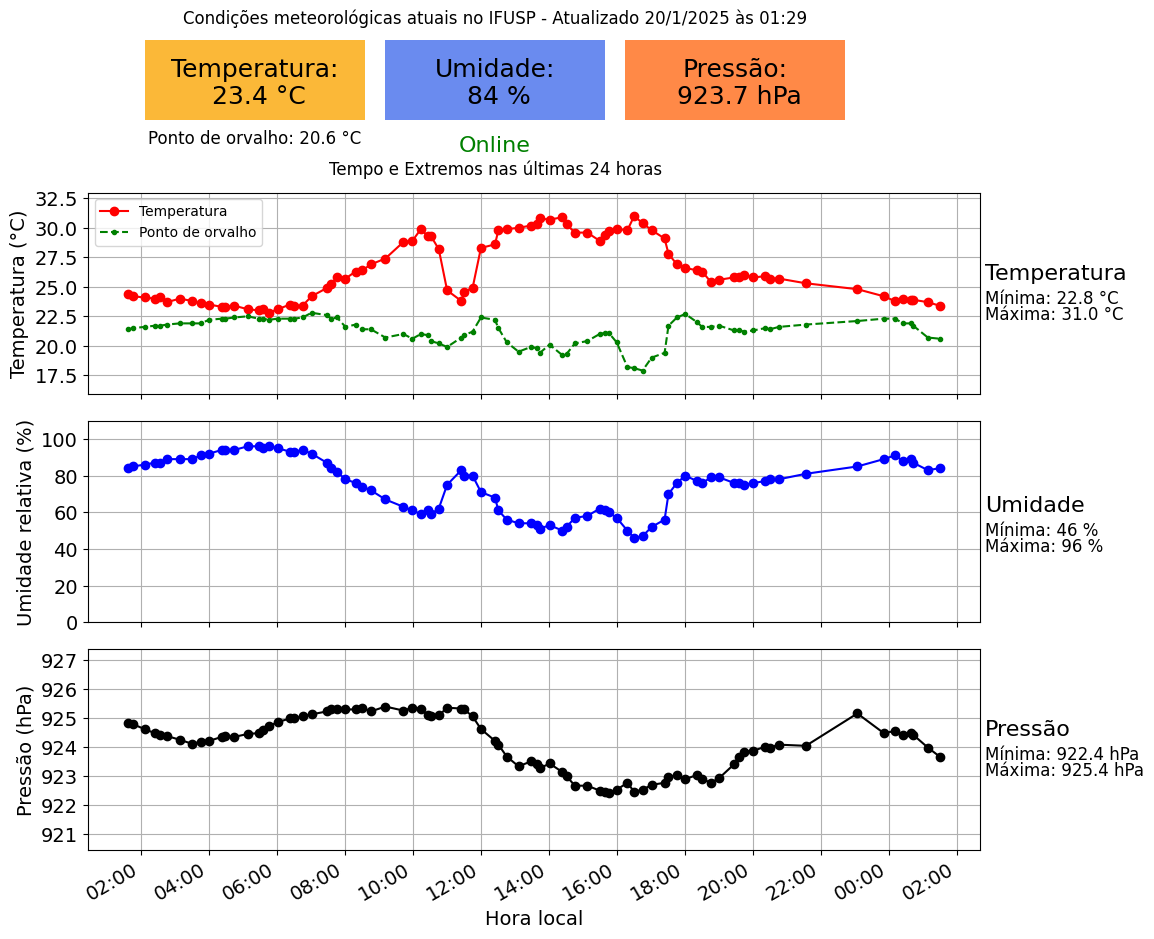 Condições meteorológicas atuais no IFUSP - Atualizado 20/1/2025 às 01:29
Temperatura:
23.4 °C
Umidade:
84 %
Pressão:
923.7 hPa
Ponto de orvalho: 20.6 °C
Online
Tempo e Extremos nas últimas 24 horas
Temperatura (°C)
32.5
30.0
27.5
25.0
22.5
20.0
17.5
Temperatura
Ponto de orvalho
Temperatura
Mínima: 22.8 °C
Máxima: 31.0 °C
Umidade relativa (%)
100
80
60
40
20
0
Umidade
Mínima: 46 %
Máxima: 96 %
Pressão (hPa)
927
926
925
924
923
922
921
Pressão
Mínima: 922.4 hPa
Máxima: 925.4 hPa
02:00 04:00 06:00 08:00 10:00 12:00 14:00 16:00 18:00 20:00 22:00 00:00 02:00
Hora local